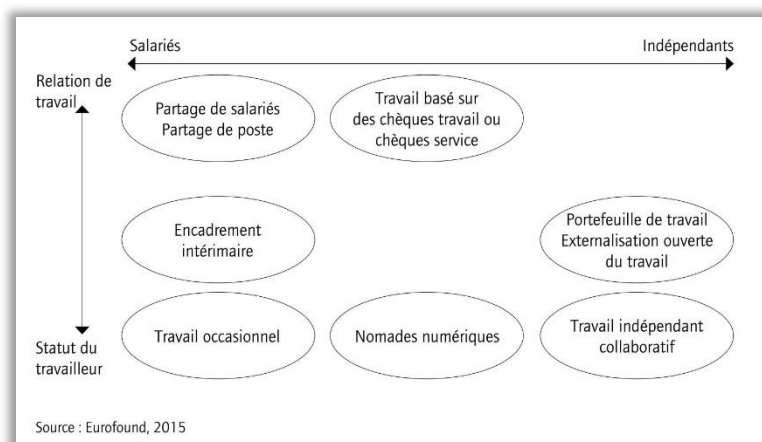 Salariés
Indépendants
Relation de
travail
Partage de salariés
Partage de poste
Travail basé sur
des chèques travail ou
chèques service
Encadrement
intérimaire
Portefeuille de travail
Externalisation ouverte
du travail
Travail occasionnel
Nomades numériques
Travail indépendant
collaboratif
Statut du
travailleur
Source : Eurofound, 2015